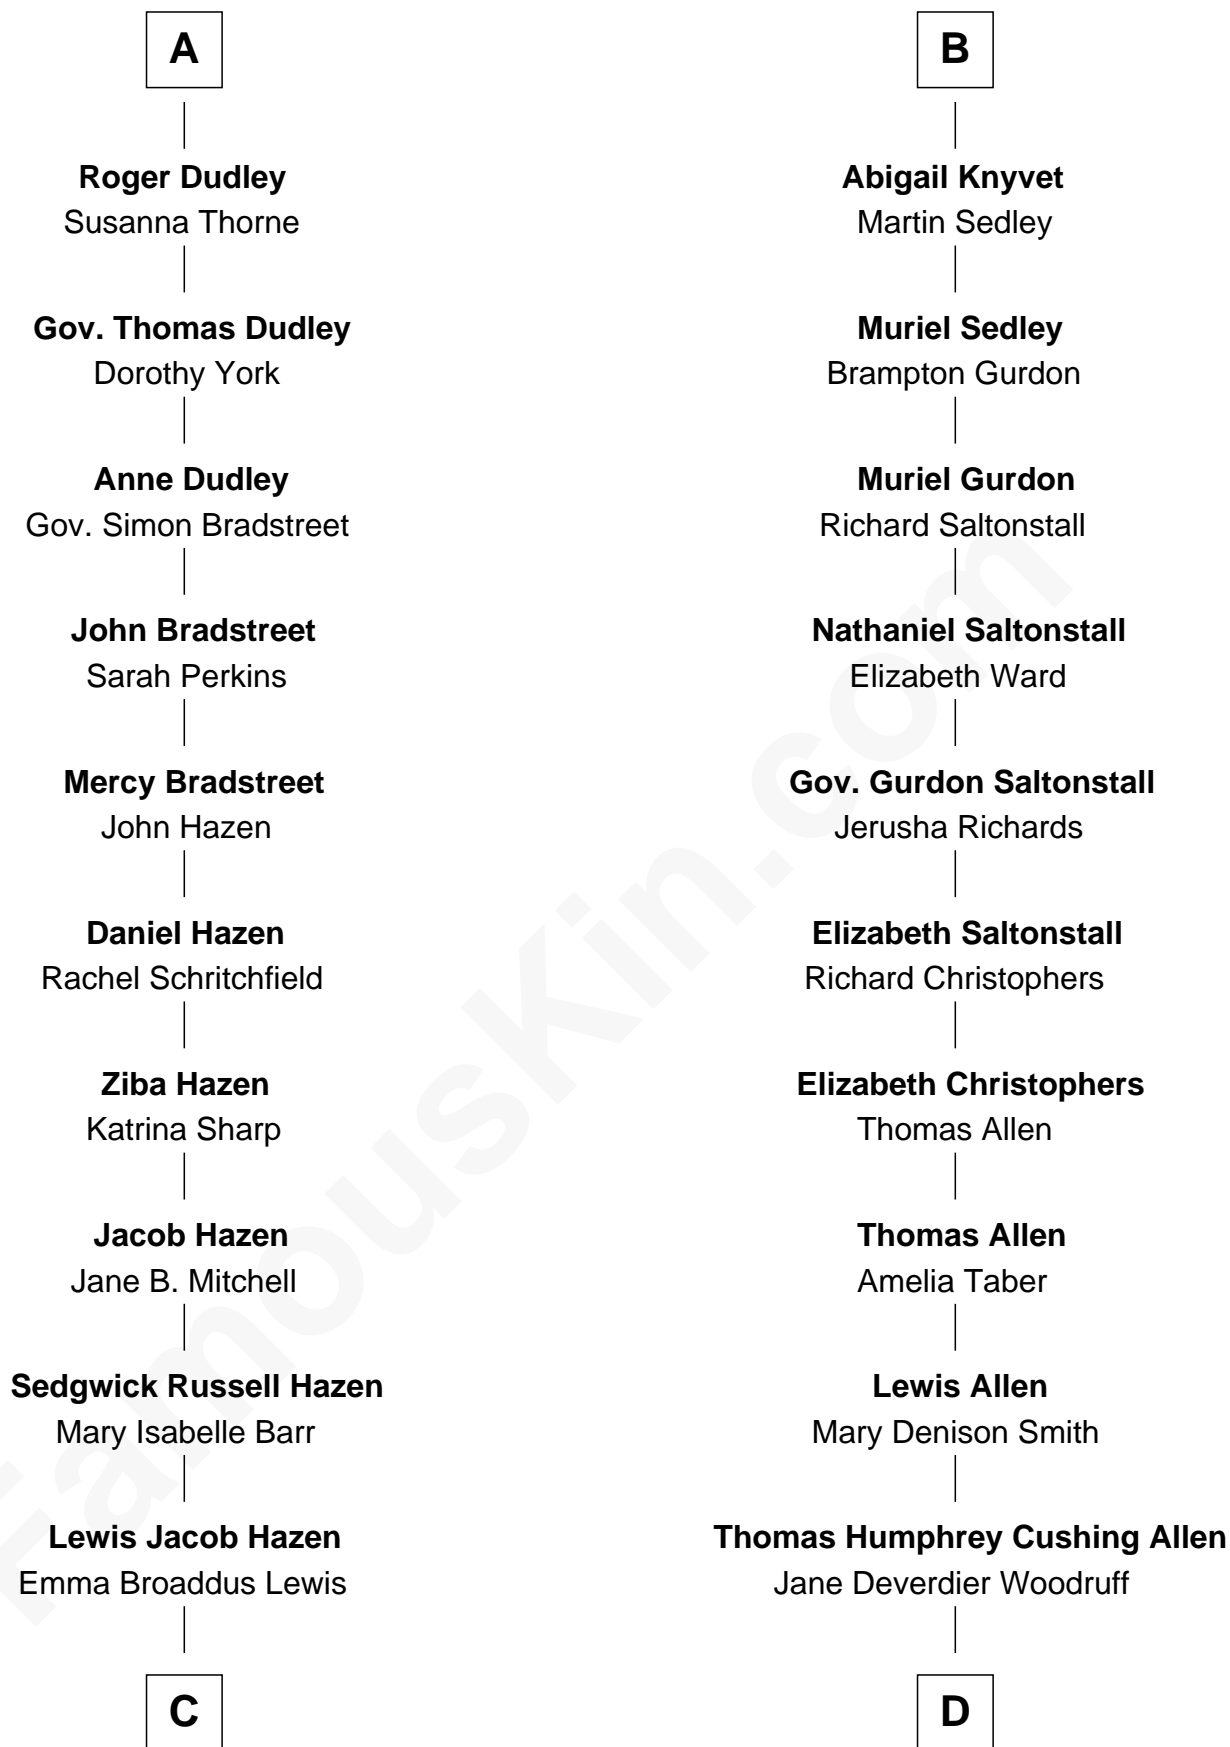 A
Roger Dudley
Susanna Thorne
Gov. Thomas Dudley
Dorothy York
Anne Dudley
Gov. Simon Bradstreet
John Bradstreet
Sarah Perkins
Mercy Bradstreet
John Hazen
Daniel Hazen
Rachel Schritchfield
Ziba Hazen
Katrina Sharp
Jacob Hazen
Jane B. Mitchell
Sedgwick Russell Hazen
Mary Isabelle Barr
Lewis Jacob Hazen
Emma Broaddus Lewis
C
B
Abigail Knyvet
Martin Sedley
Muriel Sedley
Brampton Gurdon
Muriel Gurdon
Richard Saltonstall
Nathaniel Saltonstall
Elizabeth Ward
Gov. Gurdon Saltonstall
Jerusha Richards
Elizabeth Saltonstall
Richard Christophers
Elizabeth Christophers
Thomas Allen
Thomas Allen
Amelia Taber
Lewis Allen
Mary Denison Smith
Thomas Humphrey Cushing Allen
Jane Deverdier Woodruff
D
FamousKin.com